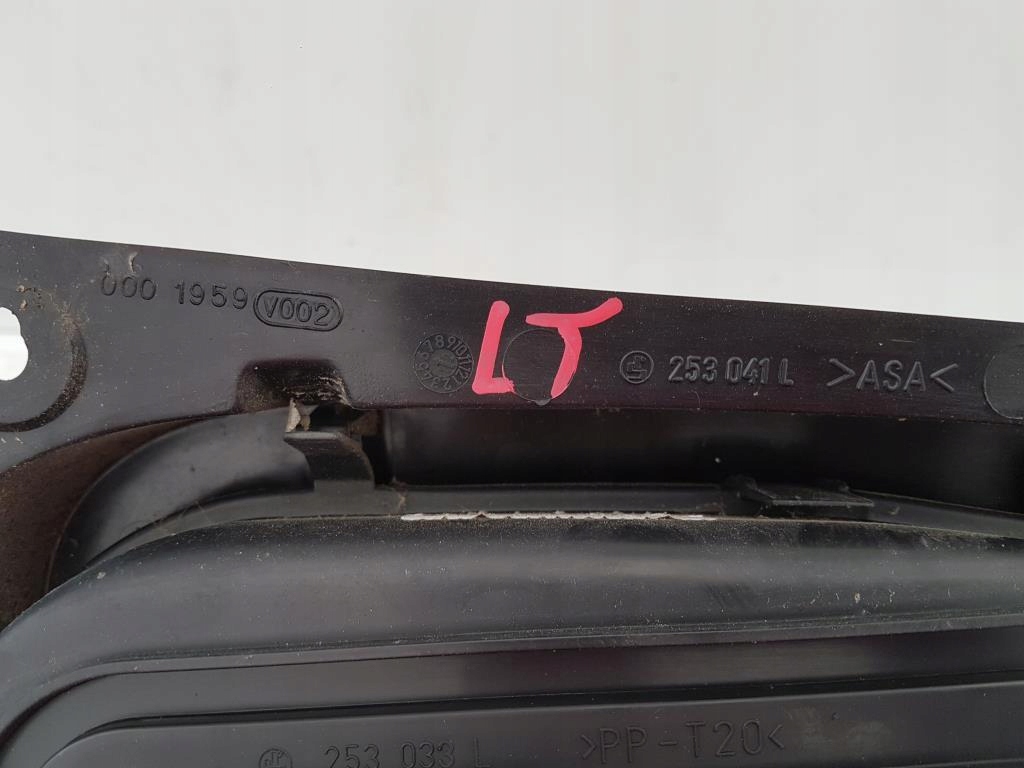 000 1959 V002
LT
253 041 L >ASA<
253 033 L >PP-T20<